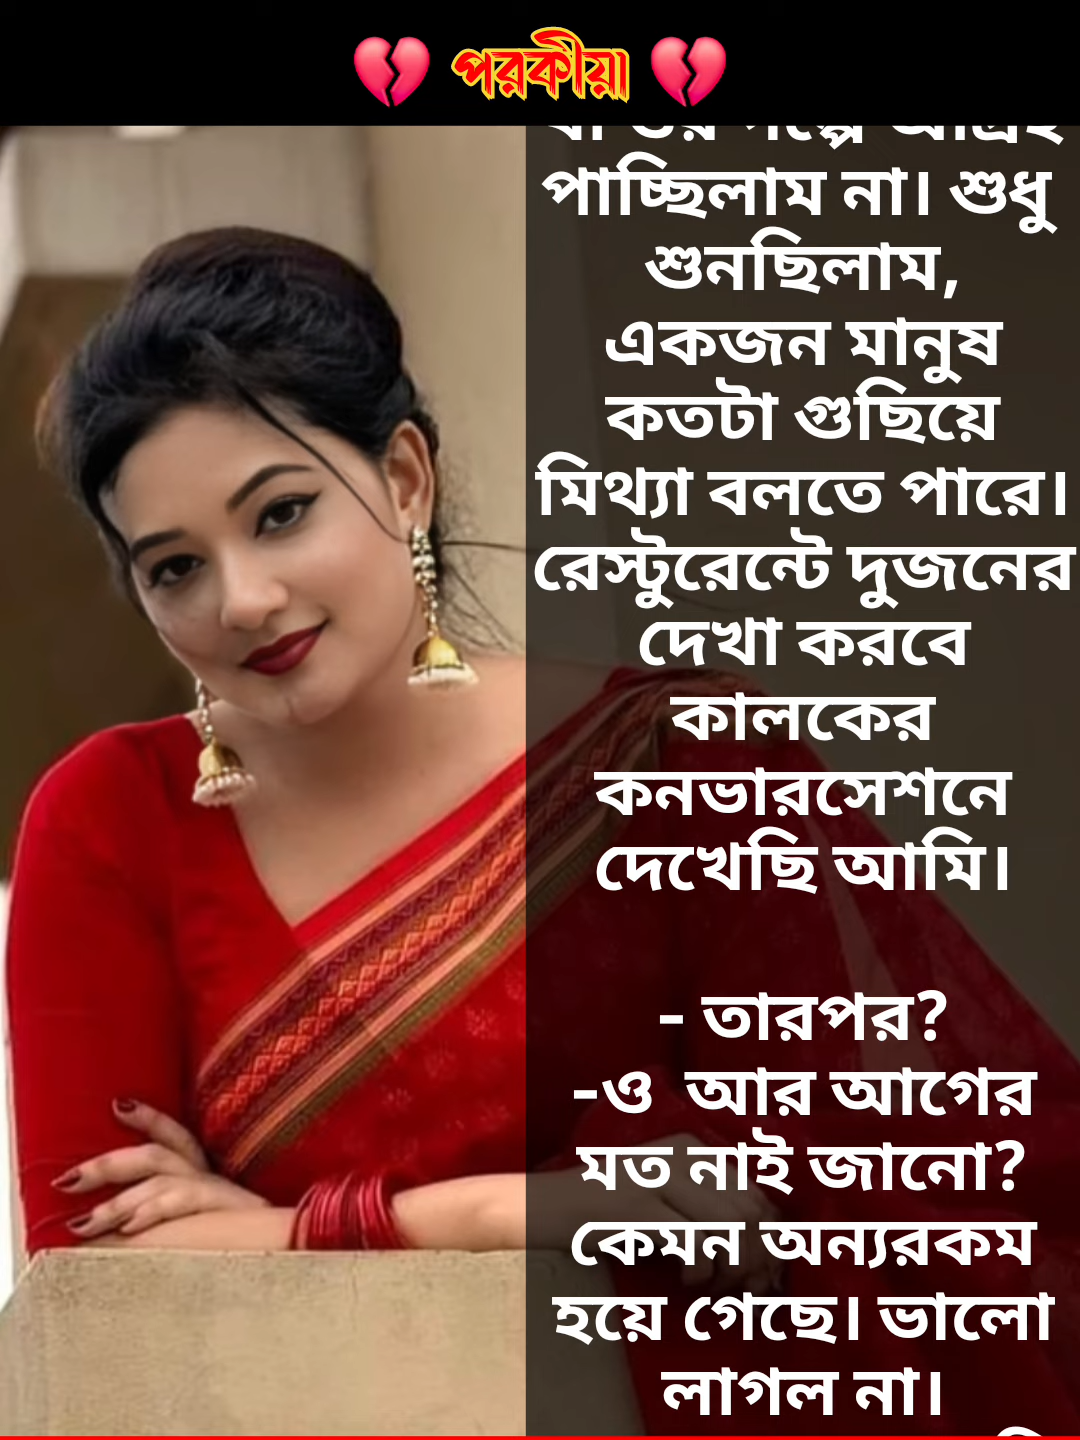 💔 পরকীয়া 💔
পাচ্ছিলাম না। শুধু
শুনছিলাম,
একজন মানুষ
কতটা গুছিয়ে
মিথ্যা বলতে পারে।
রেস্টুরেন্টে দুজনের
দেখা করবে
কালকের
কনভারসেশনে
দেখেছি আমি।
- তারপর?
-ও আর আগের
মত নাই জানো?
কেমন অন্যরকম
হয়ে গেছে। ভালো
লাগল না।